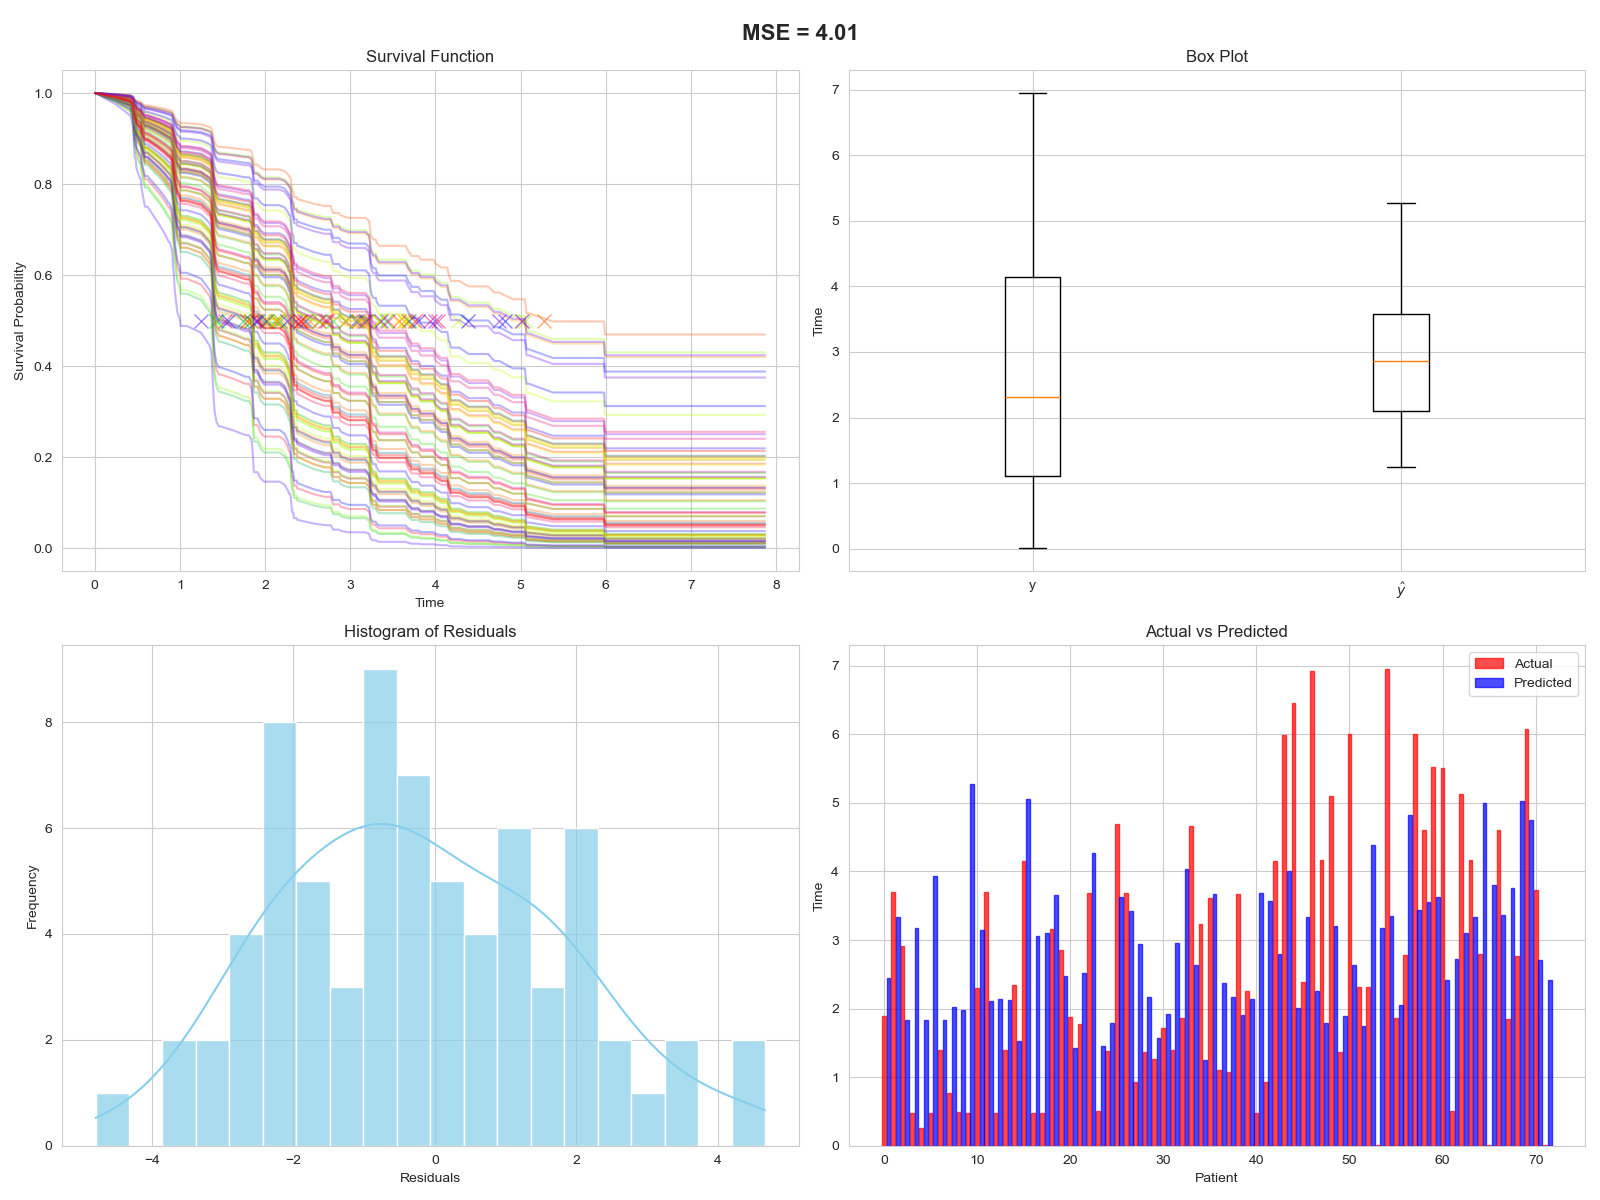 MSE = 4.01
Survival Function
1.0
0.8
0.6
0.4
0.2
0.0
Survival Probability
0 1 2 3 4 5 6 7 8
Time
Box Plot
7
6
5
4
3
2
1
0
Time
y ŷ
Histogram of Residuals
8
6
4
2
0
Frequency
−4 −2 0 2 4
Residuals
Actual vs Predicted
Actual
Predicted
7
6
5
4
3
2
1
0
Time
0 10 20 30 40 50 60 70
Patient